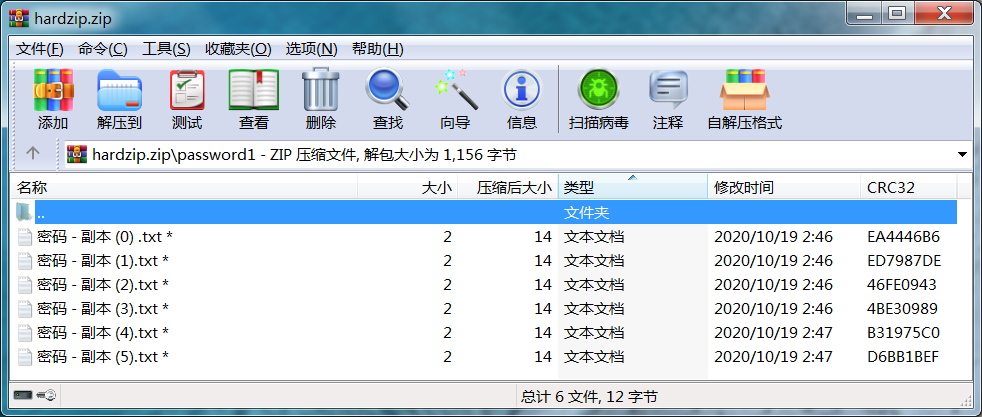 hardzip.zip
文件(F) 命令(C) 工具(S) 收藏夹(O) 选项(N) 帮助(H)
添加 解压到 测试 查看 删除 查找 向导 信息 扫描病毒 注释 自解压格式
hardzip.zip\password1 - ZIP 压缩文件, 解包大小为 1,156 字节
名称 大小 压缩后大小 类型 修改时间 CRC32
.. 文件夹
密码 - 副本 (0) .txt * 2 14 文本文档 2020/10/19 2:46 EA4446B6
密码 - 副本 (1).txt * 2 14 文本文档 2020/10/19 2:46 ED7987DE
密码 - 副本 (2).txt * 2 14 文本文档 2020/10/19 2:46 46FE0943
密码 - 副本 (3).txt * 2 14 文本文档 2020/10/19 2:46 4BE30989
密码 - 副本 (4).txt * 2 14 文本文档 2020/10/19 2:47 B31975C0
密码 - 副本 (5).txt * 2 14 文本文档 2020/10/19 2:47 D6BB1BEF
总计 6 文件, 12 字节